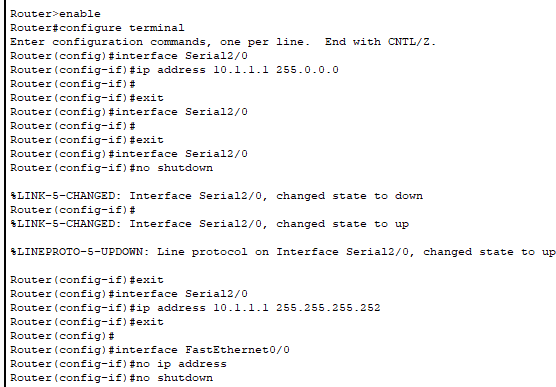 Router>enable
Router#configure terminal
Enter configuration commands, one per line.  End with CNTL/Z.
Router(config)#interface Serial2/0
Router(config-if)#ip address 10.1.1.1 255.0.0.0
Router(config-if)#
Router(config-if)#exit
Router(config)#interface Serial2/0
Router(config-if)#
Router(config-if)#exit
Router(config)#interface Serial2/0
Router(config-if)#no shutdown
%LINK-5-CHANGED: Interface Serial2/0, changed state to down
Router(config-if)#
%LINK-5-CHANGED: Interface Serial2/0, changed state to up
%LINEPROTO-5-UPDOWN: Line protocol on Interface Serial2/0, changed state to up
Router(config-if)#exit
Router(config)#interface Serial2/0
Router(config-if)#ip address 10.1.1.1 255.255.255.252
Router(config-if)#exit
Router(config)#
Router(config)#interface FastEthernet0/0
Router(config-if)#no ip address
Router(config-if)#no shutdown